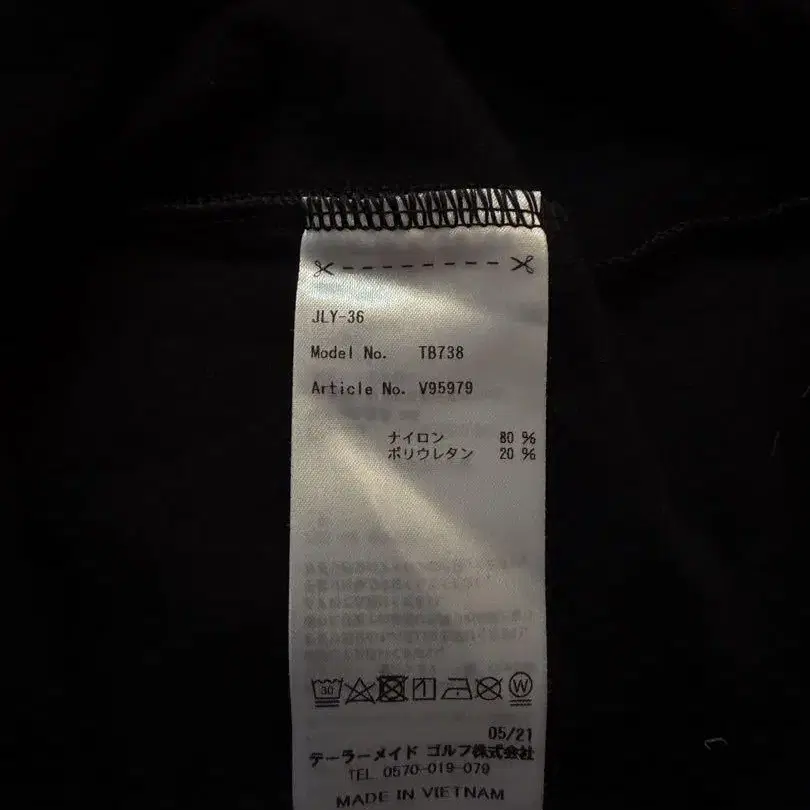 JLY-36
Model No. TB738
Article No. V95979
ナイロン 80 %
ポリウレタン 20 %
30
W
05/21
テーラーメイド ゴルフ株式会社
TEL 0570-019-079
MADE IN VIETNAM